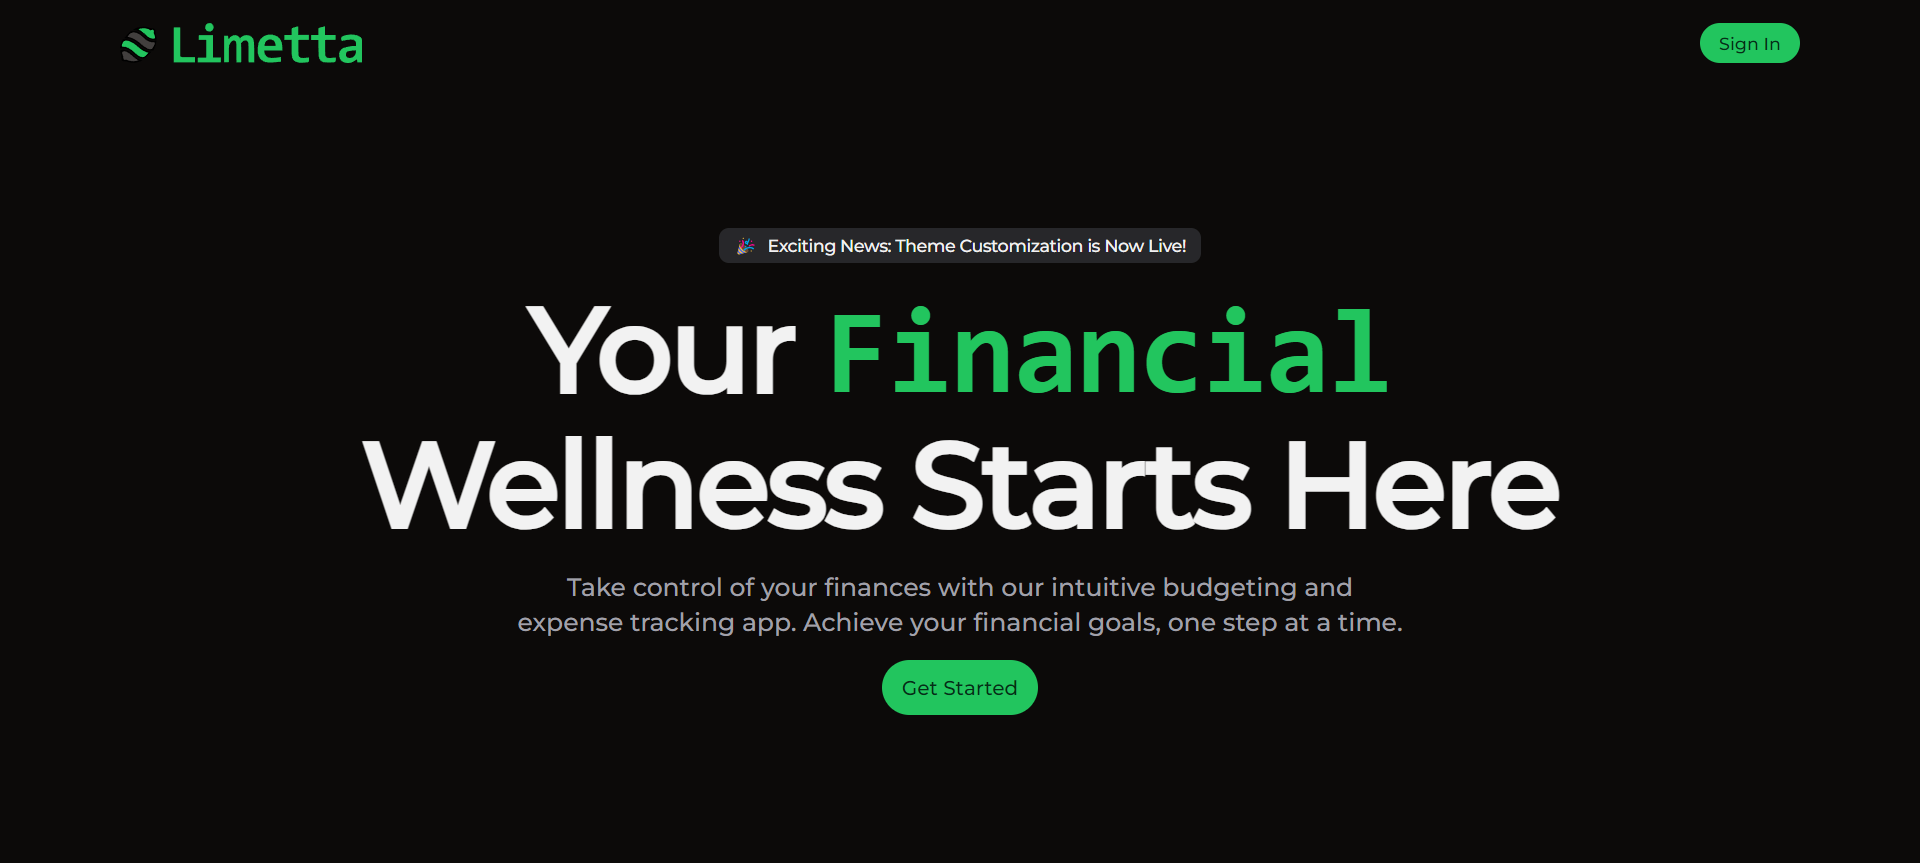 Limetta
Sign In
🎉 Exciting News: Theme Customization is Now Live!
Your Financial
Wellness Starts Here
Take control of your finances with our intuitive budgeting and
expense tracking app. Achieve your financial goals, one step at a time.
Get Started